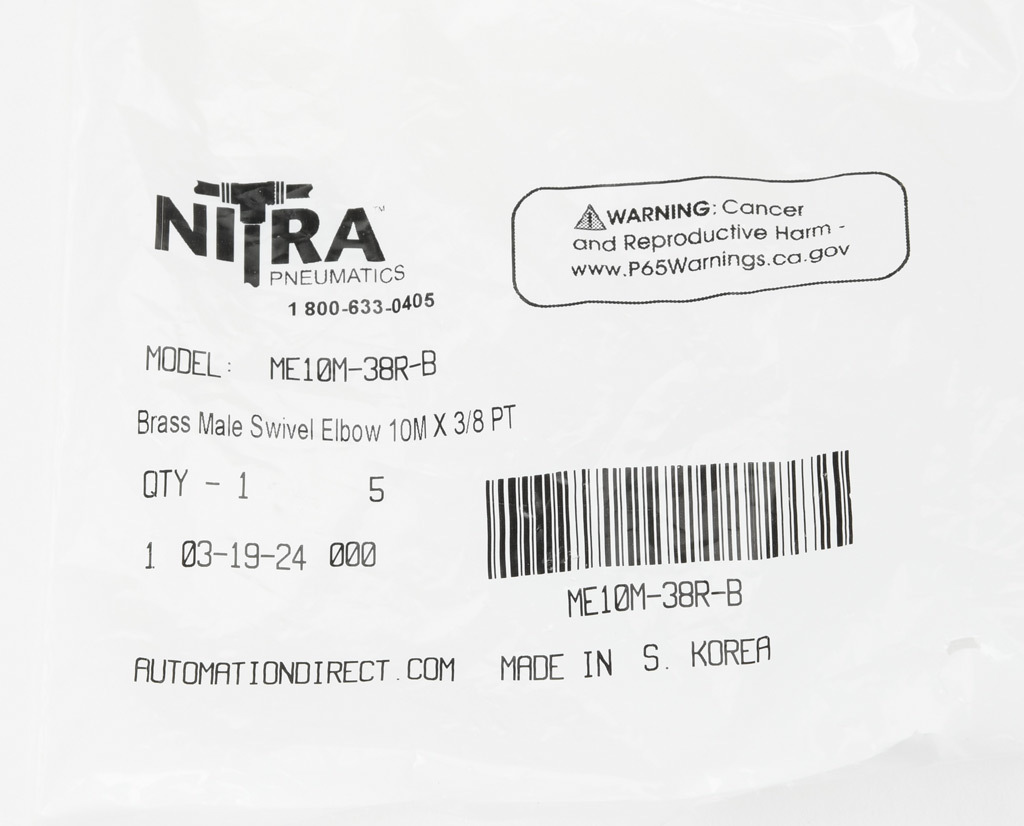 NITRA™
PNEUMATICS
1 800-633-0405
⚠WARNING: Cancer
and Reproductive Harm -
www.P65Warnings.ca.gov
MODEL: ME10M-38R-B
Brass Male Swivel Elbow 10M X 3/8 PT
QTY - 1 5
1 03-19-24 000
ME10M-38R-B
AUTOMATIONDIRECT.COM MADE IN S. KOREA